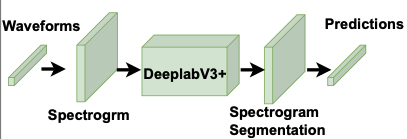 Waveforms
Predictions
DeeplabV3+
Spectrogrm
Spectrogram
Segmentation